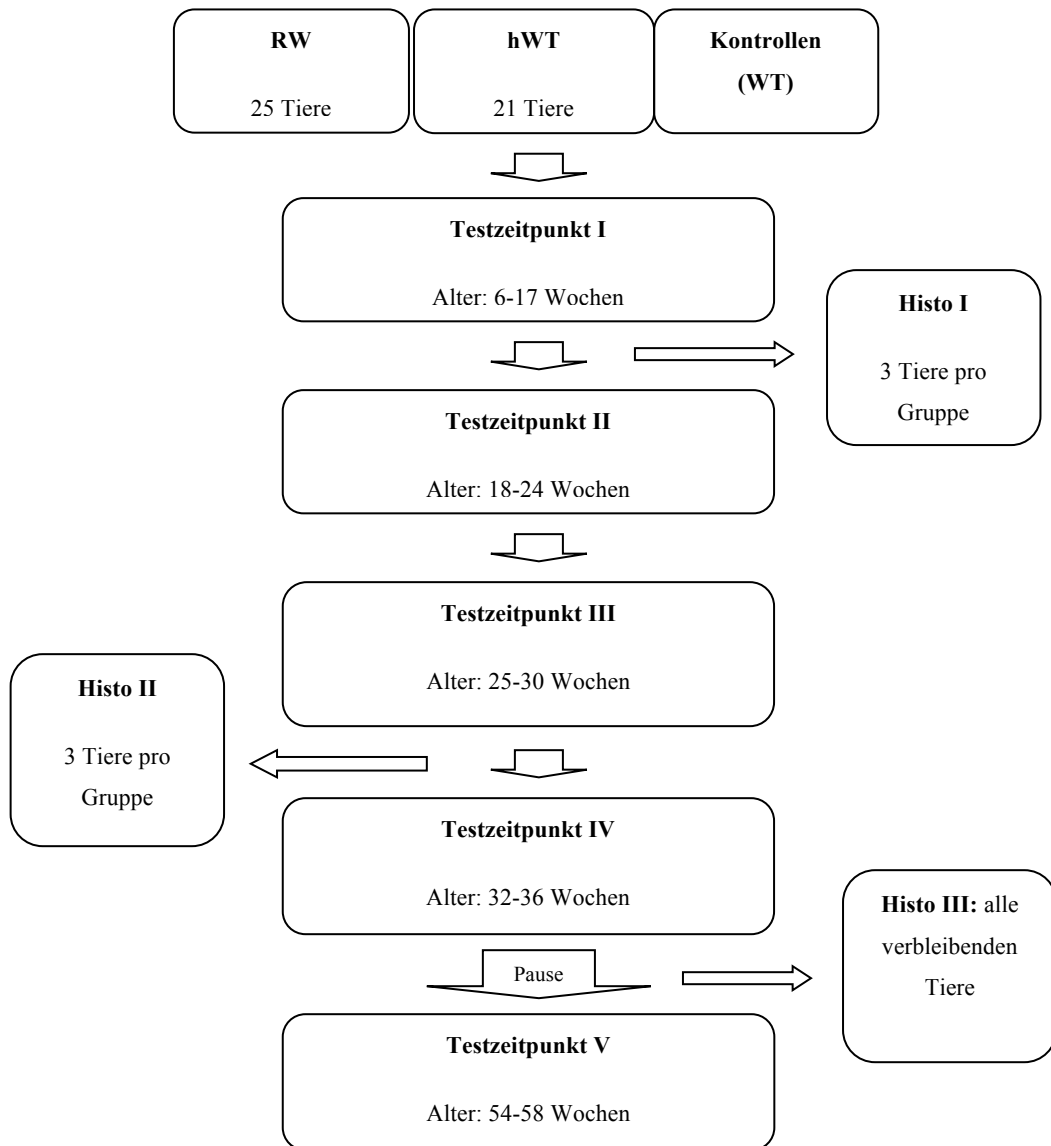 RW
25 Tiere
hWT
21 Tiere
Kontrollen
(WT)
Testzeitpunkt I
Alter: 6-17 Wochen
Histo I
3 Tiere pro
Gruppe
Testzeitpunkt II
Alter: 18-24 Wochen
Testzeitpunkt III
Alter: 25-30 Wochen
Histo II
3 Tiere pro
Gruppe
Testzeitpunkt IV
Alter: 32-36 Wochen
Pause
Histo III: alle
verbleibenden
Tiere
Testzeitpunkt V
Alter: 54-58 Wochen